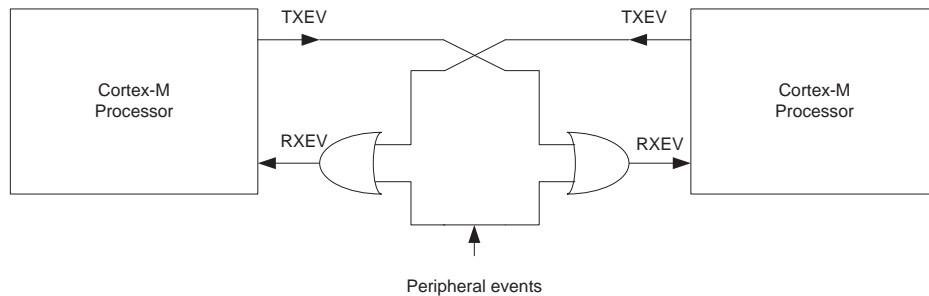 TXEV
TXEV
Cortex-M
Processor
Cortex-M
Processor
RXEV
RXEV
Peripheral events